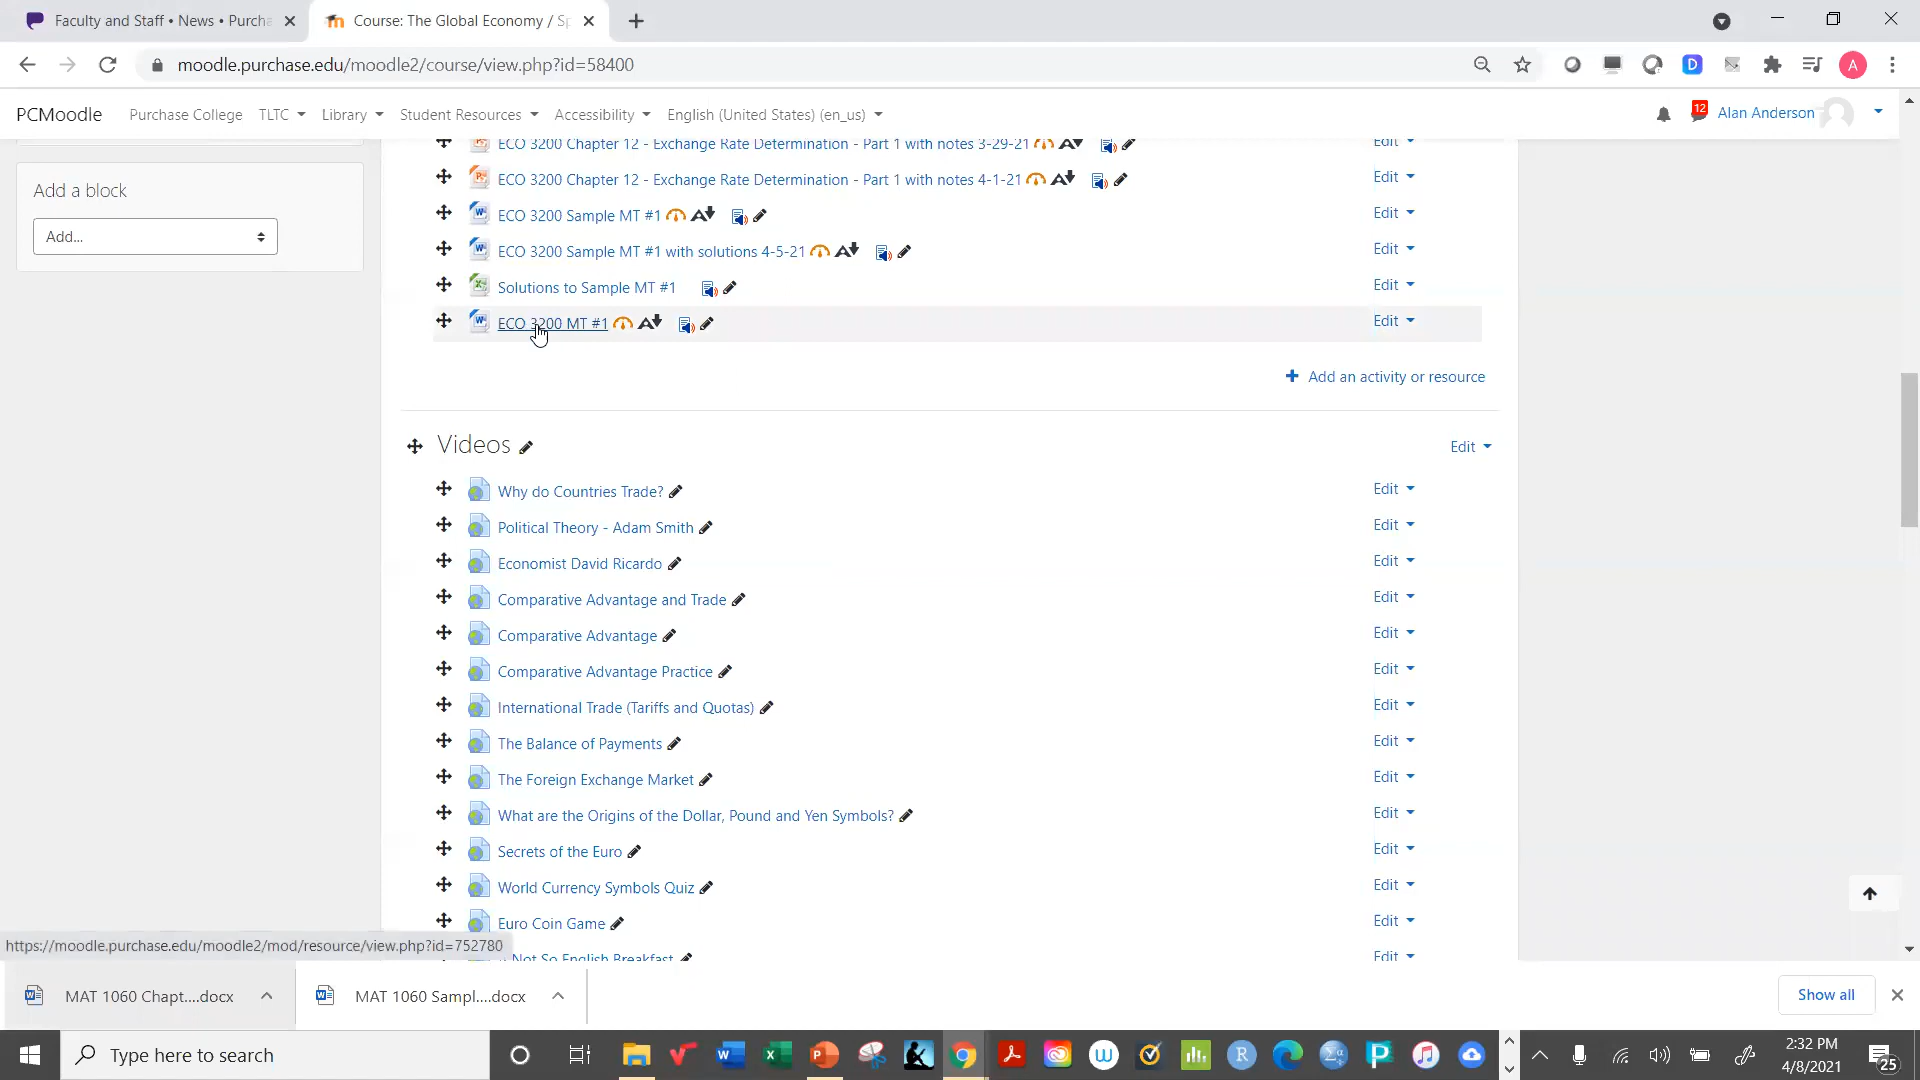 Faculty and Staff • News • Purcha
Course: The Global Economy / Sp
moodle.purchase.edu/moodle2/course/view.php?id=58400
D
A
PCMoodle
Purchase College
TLTC
Library
Student Resources
Accessibility
English (United States) (en_us)
12
Alan Anderson
Add a block
Add...
ECO 3200 Chapter 12 - Exchange Rate Determination - Part 1 with notes 3-29-21
Edit
ECO 3200 Chapter 12 - Exchange Rate Determination - Part 1 with notes 4-1-21
Edit
ECO 3200 Sample MT #1
Edit
ECO 3200 Sample MT #1 with solutions 4-5-21
Edit
Solutions to Sample MT #1
Edit
ECO 3200 MT #1
Edit
Add an activity or resource
Videos
Edit
Why do Countries Trade?
Edit
Political Theory - Adam Smith
Edit
Economist David Ricardo
Edit
Comparative Advantage and Trade
Edit
Comparative Advantage
Edit
Comparative Advantage Practice
Edit
International Trade (Tariffs and Quotas)
Edit
The Balance of Payments
Edit
The Foreign Exchange Market
Edit
What are the Origins of the Dollar, Pound and Yen Symbols?
Edit
Secrets of the Euro
Edit
World Currency Symbols Quiz
Edit
Euro Coin Game
Edit
Not So English Breakfast
Edit
https://moodle.purchase.edu/moodle2/mod/resource/view.php?id=752780
MAT 1060 Chapt....docx
MAT 1060 Sampl....docx
Show all
Type here to search
2:32 PM
4/8/2021
25